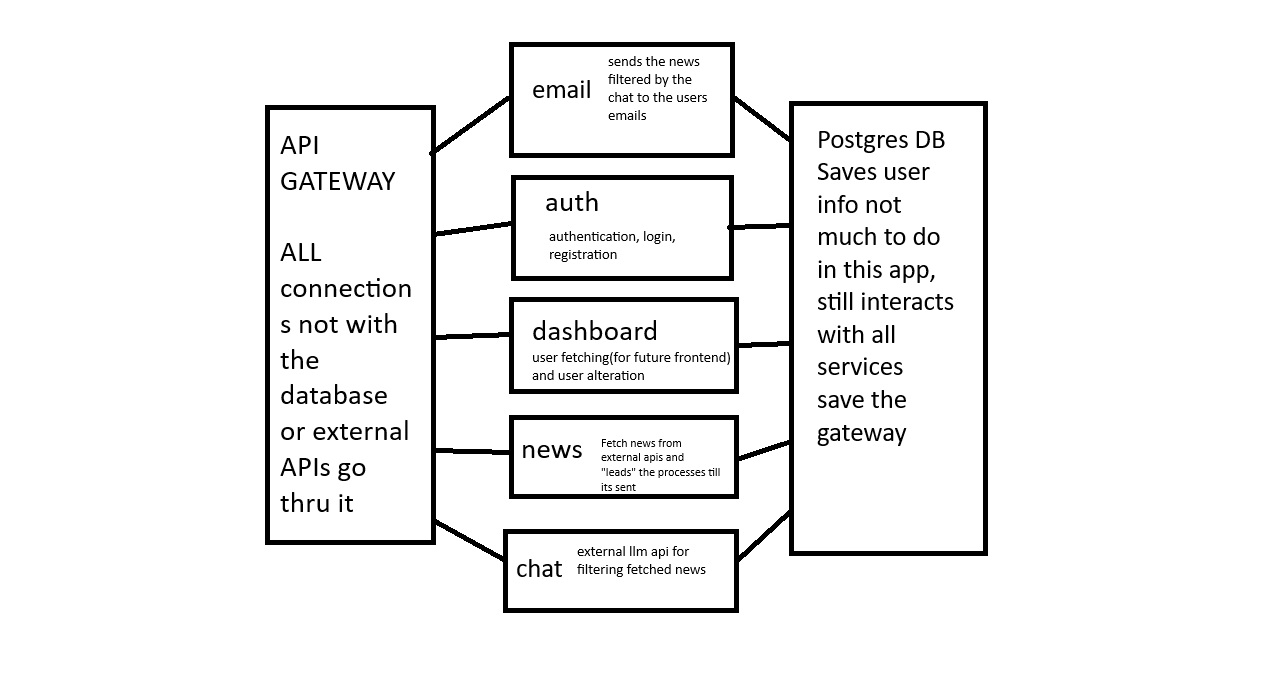 API
GATEWAY
ALL
connection
s not with
the
database
or external
APIs go
thru it
email
sends the news
filtered by the
chat to the users
emails
auth
authentication, login,
registration
dashboard
user fetching(for future frontend)
and user alteration
news
Fetch news from
external apis and
"leads" the processes till
its sent
chat
external llm api for
filtering fetched news
Postgres DB
Saves user
info not
much to do
in this app,
still interacts
with all
services
save the
gateway